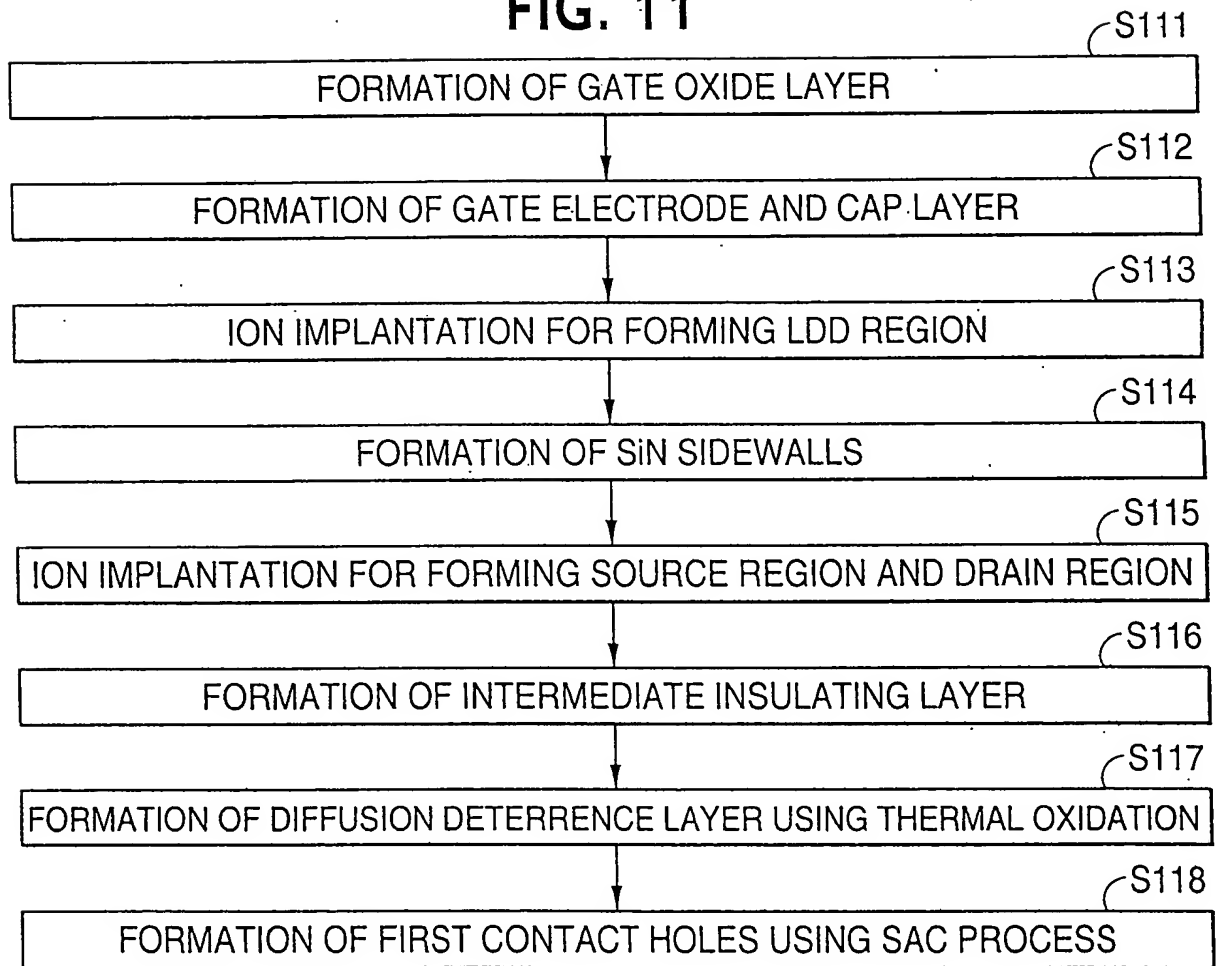 FIG. 11
S111
FORMATION OF GATE OXIDE LAYER
S112
FORMATION OF GATE ELECTRODE AND CAP LAYER
S113
ION IMPLANTATION FOR FORMING LDD REGION
S114
FORMATION OF SiN SIDEWALLS
S115
ION IMPLANTATION FOR FORMING SOURCE REGION AND DRAIN REGION
S116
FORMATION OF INTERMEDIATE INSULATING LAYER
S117
FORMATION OF DIFFUSION DETERRENCE LAYER USING THERMAL OXIDATION
S118
FORMATION OF FIRST CONTACT HOLES USING SAC PROCESS